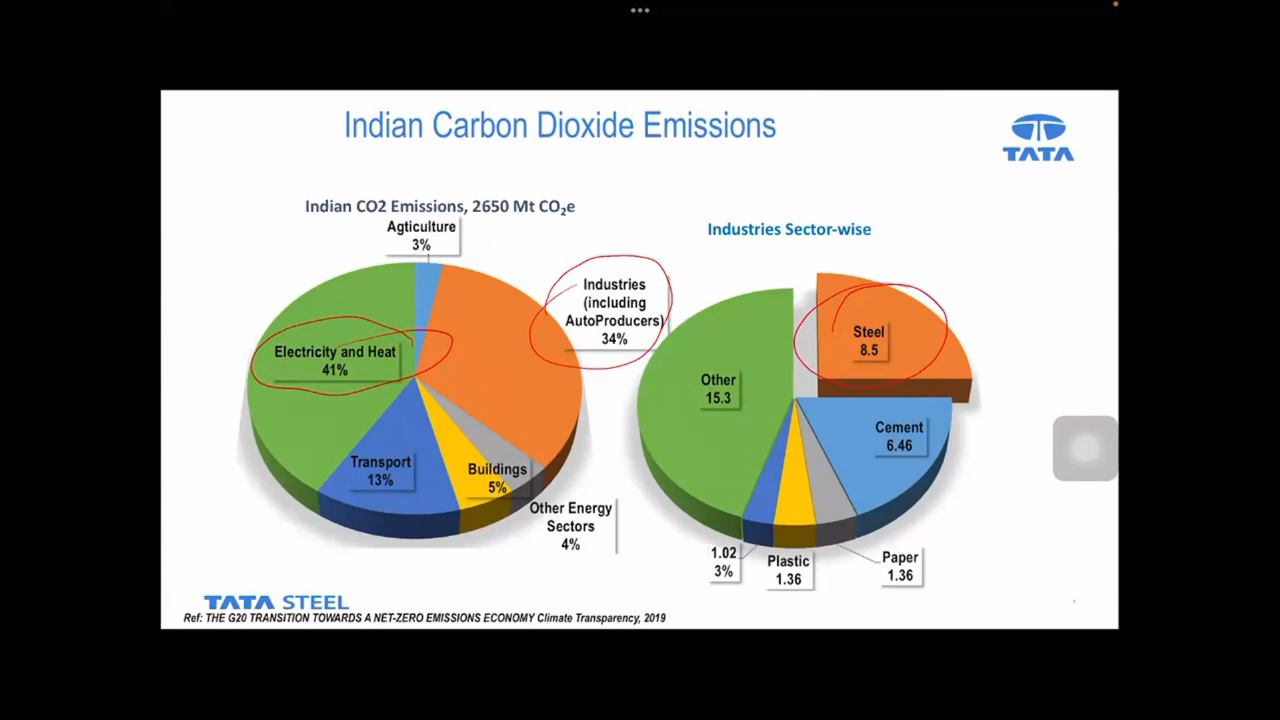 Indian Carbon Dioxide Emissions
TATA
Indian CO2 Emissions, 2650 Mt CO₂e
Agticulture
3%
Industries
(including
AutoProducers)
34%
Electricity and Heat
41%
Transport
13%
Buildings
5%
Other Energy
Sectors
4%
Industries Sector-wise
Steel
8.5
Other
15.3
Cement
6.46
1.02
3%
Plastic
1.36
Paper
1.36
TATA STEEL
Ref: THE G20 TRANSITION TOWARDS A NET-ZERO EMISSIONS ECONOMY Climate Transparency, 2019